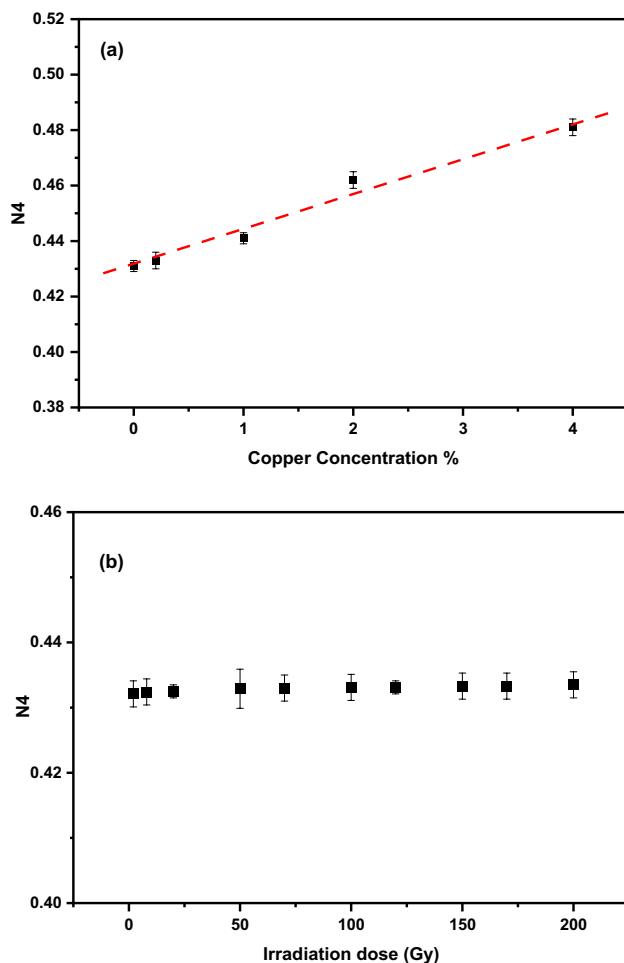 (a)
N4
0.52
0.50
0.48
0.46
0.44
0.42
0.40
0.38
0 1 2 3 4
Copper Concentration %
(b)
N4
0.46
0.44
0.42
0.40
0 50 100 150 200
Irradiation dose (Gy)